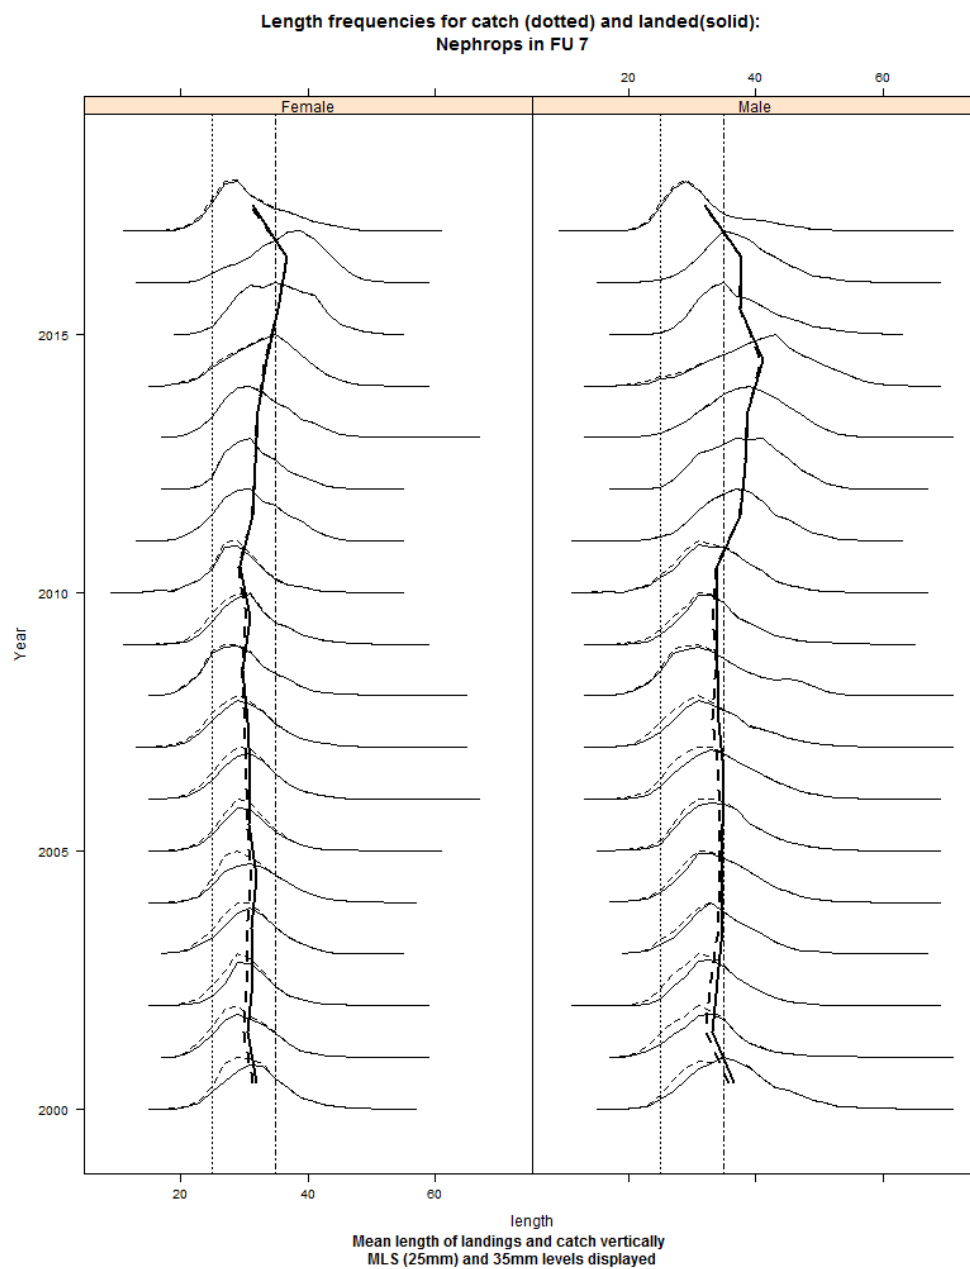 Length frequencies for catch (dotted) and landed(solid):
Nephrops in FU 7
20 40 60
Female Male
2015
2010
2005
2000
Year
20 40 60
length
Mean length of landings and catch vertically
MLS (25mm) and 35mm levels displayed